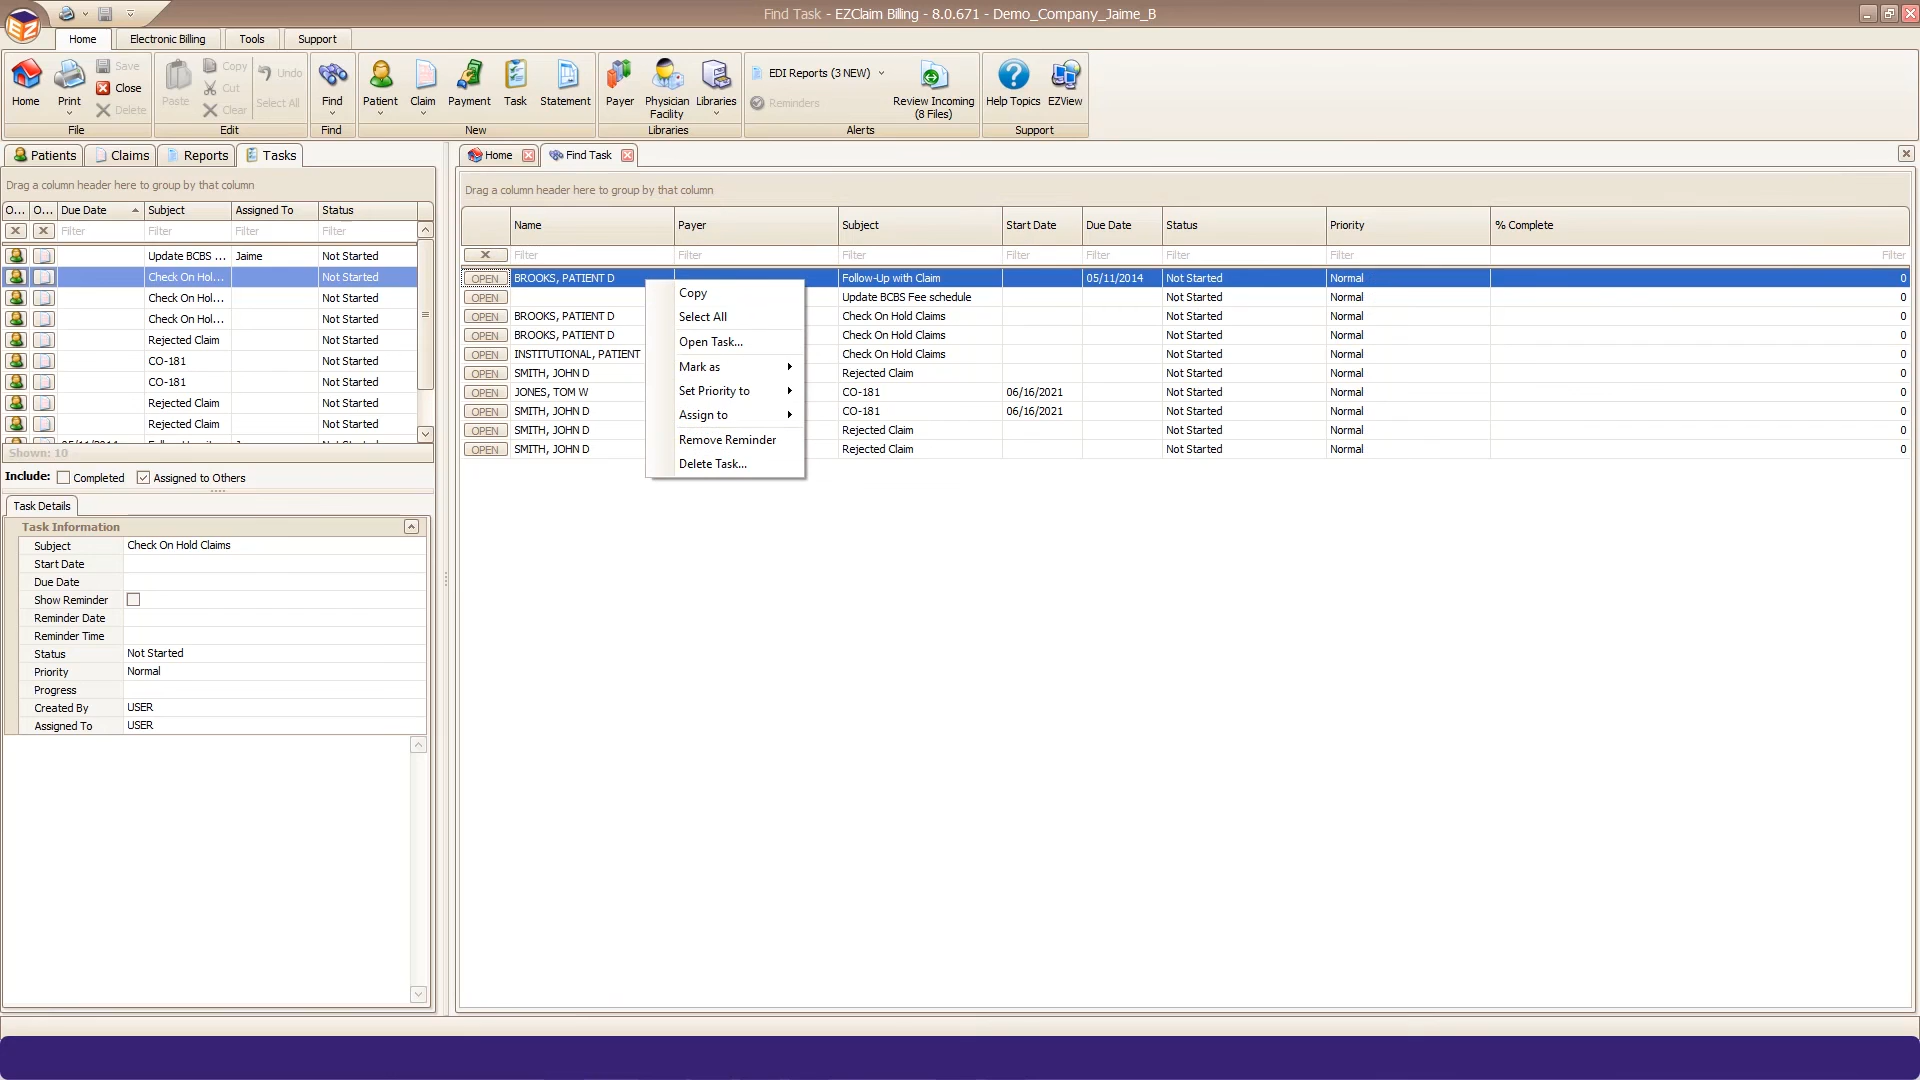 Find Task - EZClaim Billing - 8.0.671 - Demo_Company_Jaime_B
EZ
Home Electronic Billing Tools Support
Home
Print
Save
Close
Delete
File
Paste
Copy
Cut
Clear
Undo
Select All
Edit
Find
Find
Patient
Claim
Payment
Task
Statement
New
Payer
Physician
Facility
Libraries
Libraries
EDI Reports (3 NEW)
Reminders
Review Incoming
(8 Files)
Alerts
Help Topics
EZView
Support
Patients Claims Reports Tasks
Drag a column header here to group by that column
O... O... Due Date Subject Assigned To Status
Filter Filter Filter Filter
Update BCBS ... Jaime Not Started
Check On Hol... Not Started
Check On Hol... Not Started
Check On Hol... Not Started
Rejected Claim Not Started
CO-181 Not Started
CO-181 Not Started
Rejected Claim Not Started
Rejected Claim Not Started
Shown: 10
Include: Completed Assigned to Others
Task Details
Task Information
Subject Check On Hold Claims
Start Date
Due Date
Show Reminder
Reminder Date
Reminder Time
Status Not Started
Priority Normal
Progress
Created By USER
Assigned To USER
Home Find Task
Drag a column header here to group by that column
Name Payer Subject Start Date Due Date Status Priority % Complete
Filter Filter Filter Filter Filter Filter Filter Filter
OPEN BROOKS, PATIENT D Follow-Up with Claim 05/11/2014 Not Started Normal 0
OPEN Update BCBS Fee schedule Not Started Normal 0
OPEN BROOKS, PATIENT D Check On Hold Claims Not Started Normal 0
OPEN BROOKS, PATIENT D Check On Hold Claims Not Started Normal 0
OPEN INSTITUTIONAL, PATIENT Check On Hold Claims Not Started Normal 0
OPEN SMITH, JOHN D Rejected Claim Not Started Normal 0
OPEN JONES, TOM W CO-181 06/16/2021 Not Started Normal 0
OPEN SMITH, JOHN D CO-181 06/16/2021 Not Started Normal 0
OPEN SMITH, JOHN D Rejected Claim Not Started Normal 0
OPEN SMITH, JOHN D Rejected Claim Not Started Normal 0
Copy
Select All
Open Task...
Mark as
Set Priority to
Assign to
Remove Reminder
Delete Task...